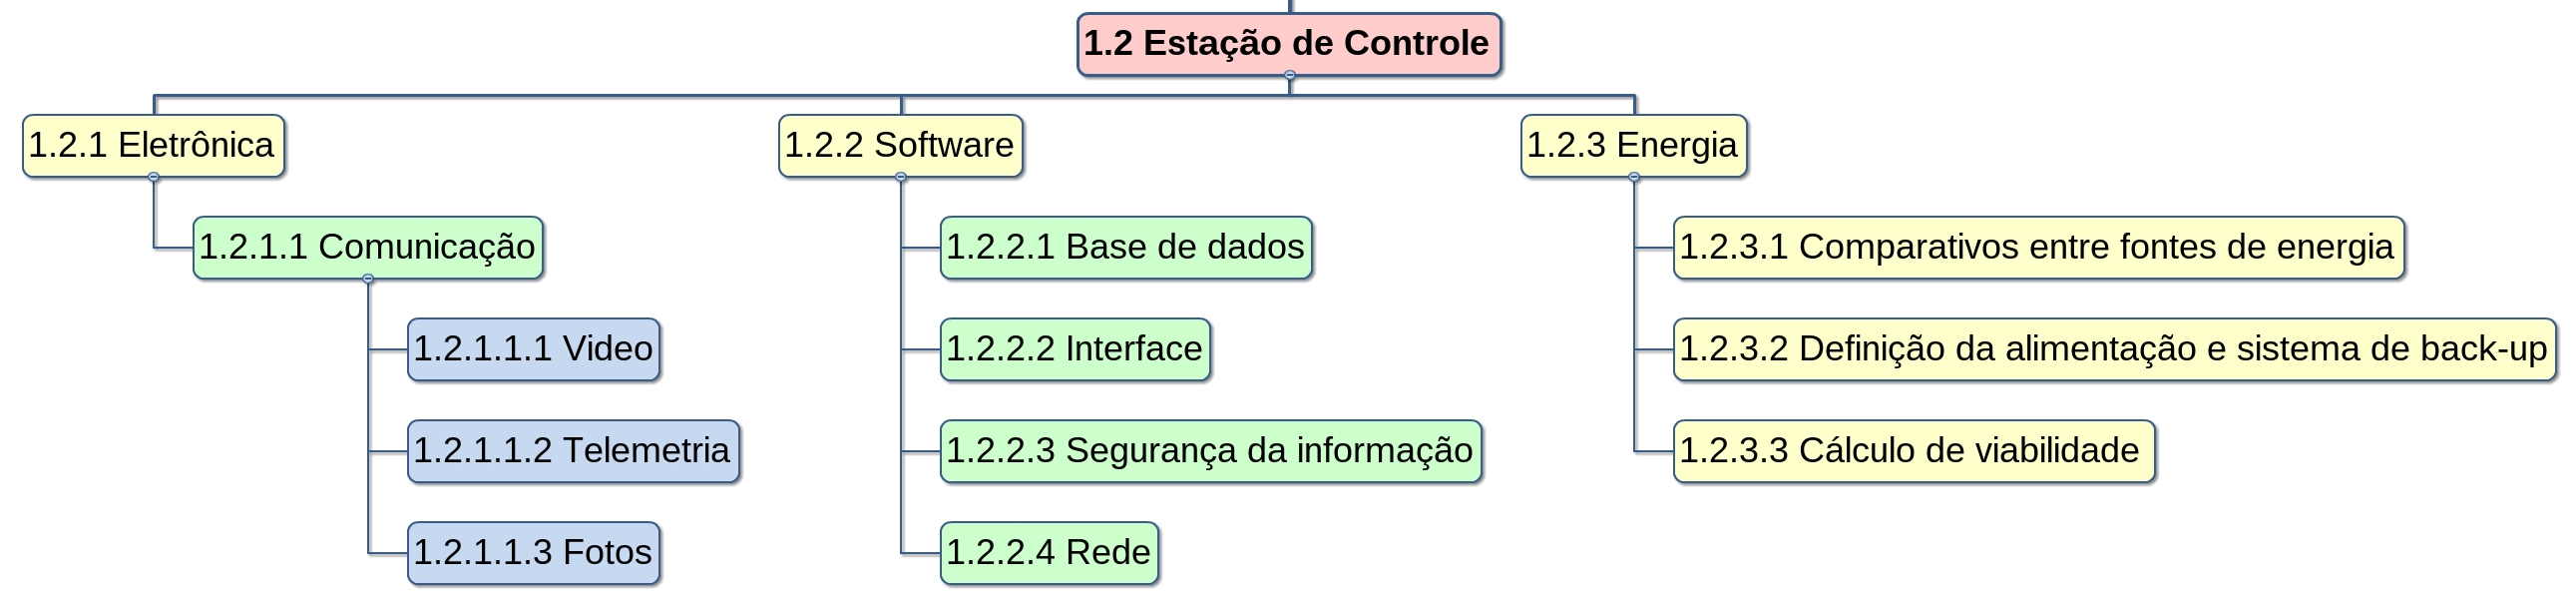 1.2 Estação de Controle
1.2.1 Eletrônica
1.2.1.1 Comunicação
1.2.1.1.1 Video
1.2.1.1.2 Telemetria
1.2.1.1.3 Fotos
1.2.2 Software
1.2.2.1 Base de dados
1.2.2.2 Interface
1.2.2.3 Segurança da informação
1.2.2.4 Rede
1.2.3 Energia
1.2.3.1 Comparativos entre fontes de energia
1.2.3.2 Definição da alimentação e sistema de back-up
1.2.3.3 Cálculo de viabilidade